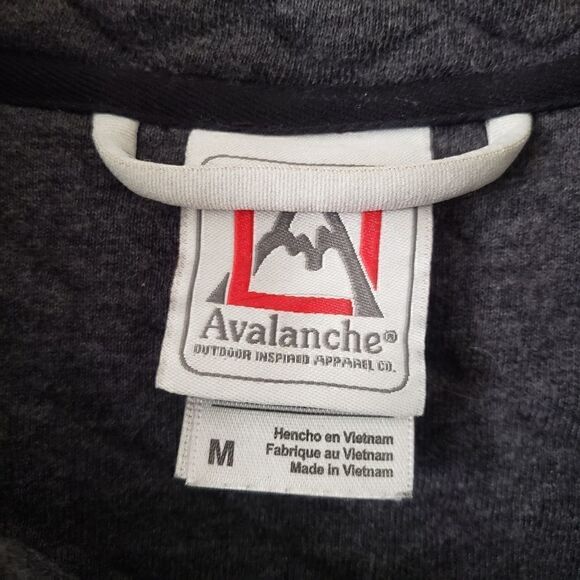 Avalanche®
OUTDOOR INSPIRED APPAREL CO.
M
Hencho en Vietnam
Fabrique au Vietnam
Made in Vietnam